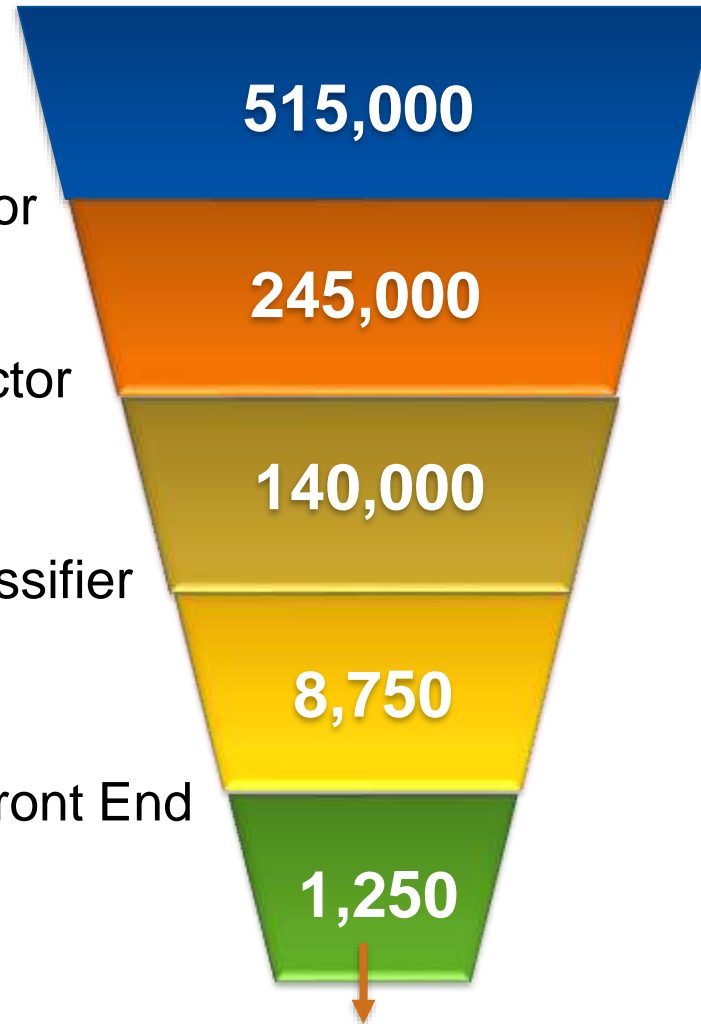 515,000
or
245,000
ctor
140,000
ssifier
8,750
ront End
1,250